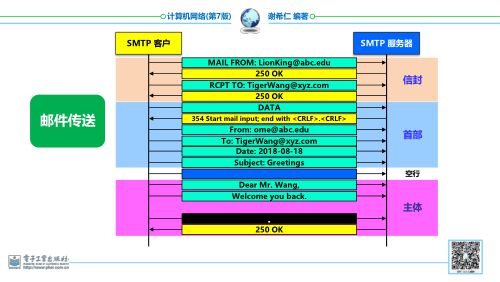 计算机网络(第7版)
谢希仁 编著
SMTP 客户
SMTP 服务器
MAIL FROM: LionKing@abc.edu
250 OK
RCPT TO: TigerWang@xyz.com
250 OK
信封
DATA
354 Start mail input; end with <CRLF>.<CRLF>
From: ome@abc.edu
To: TigerWang@xyz.com
Date: 2018-08-18
Subject: Greetings
首部
邮件传送
空行
Dear Mr. Wang,
Welcome you back.
主体
.
250 OK
电子工业出版社
http://www.phei.com.cn